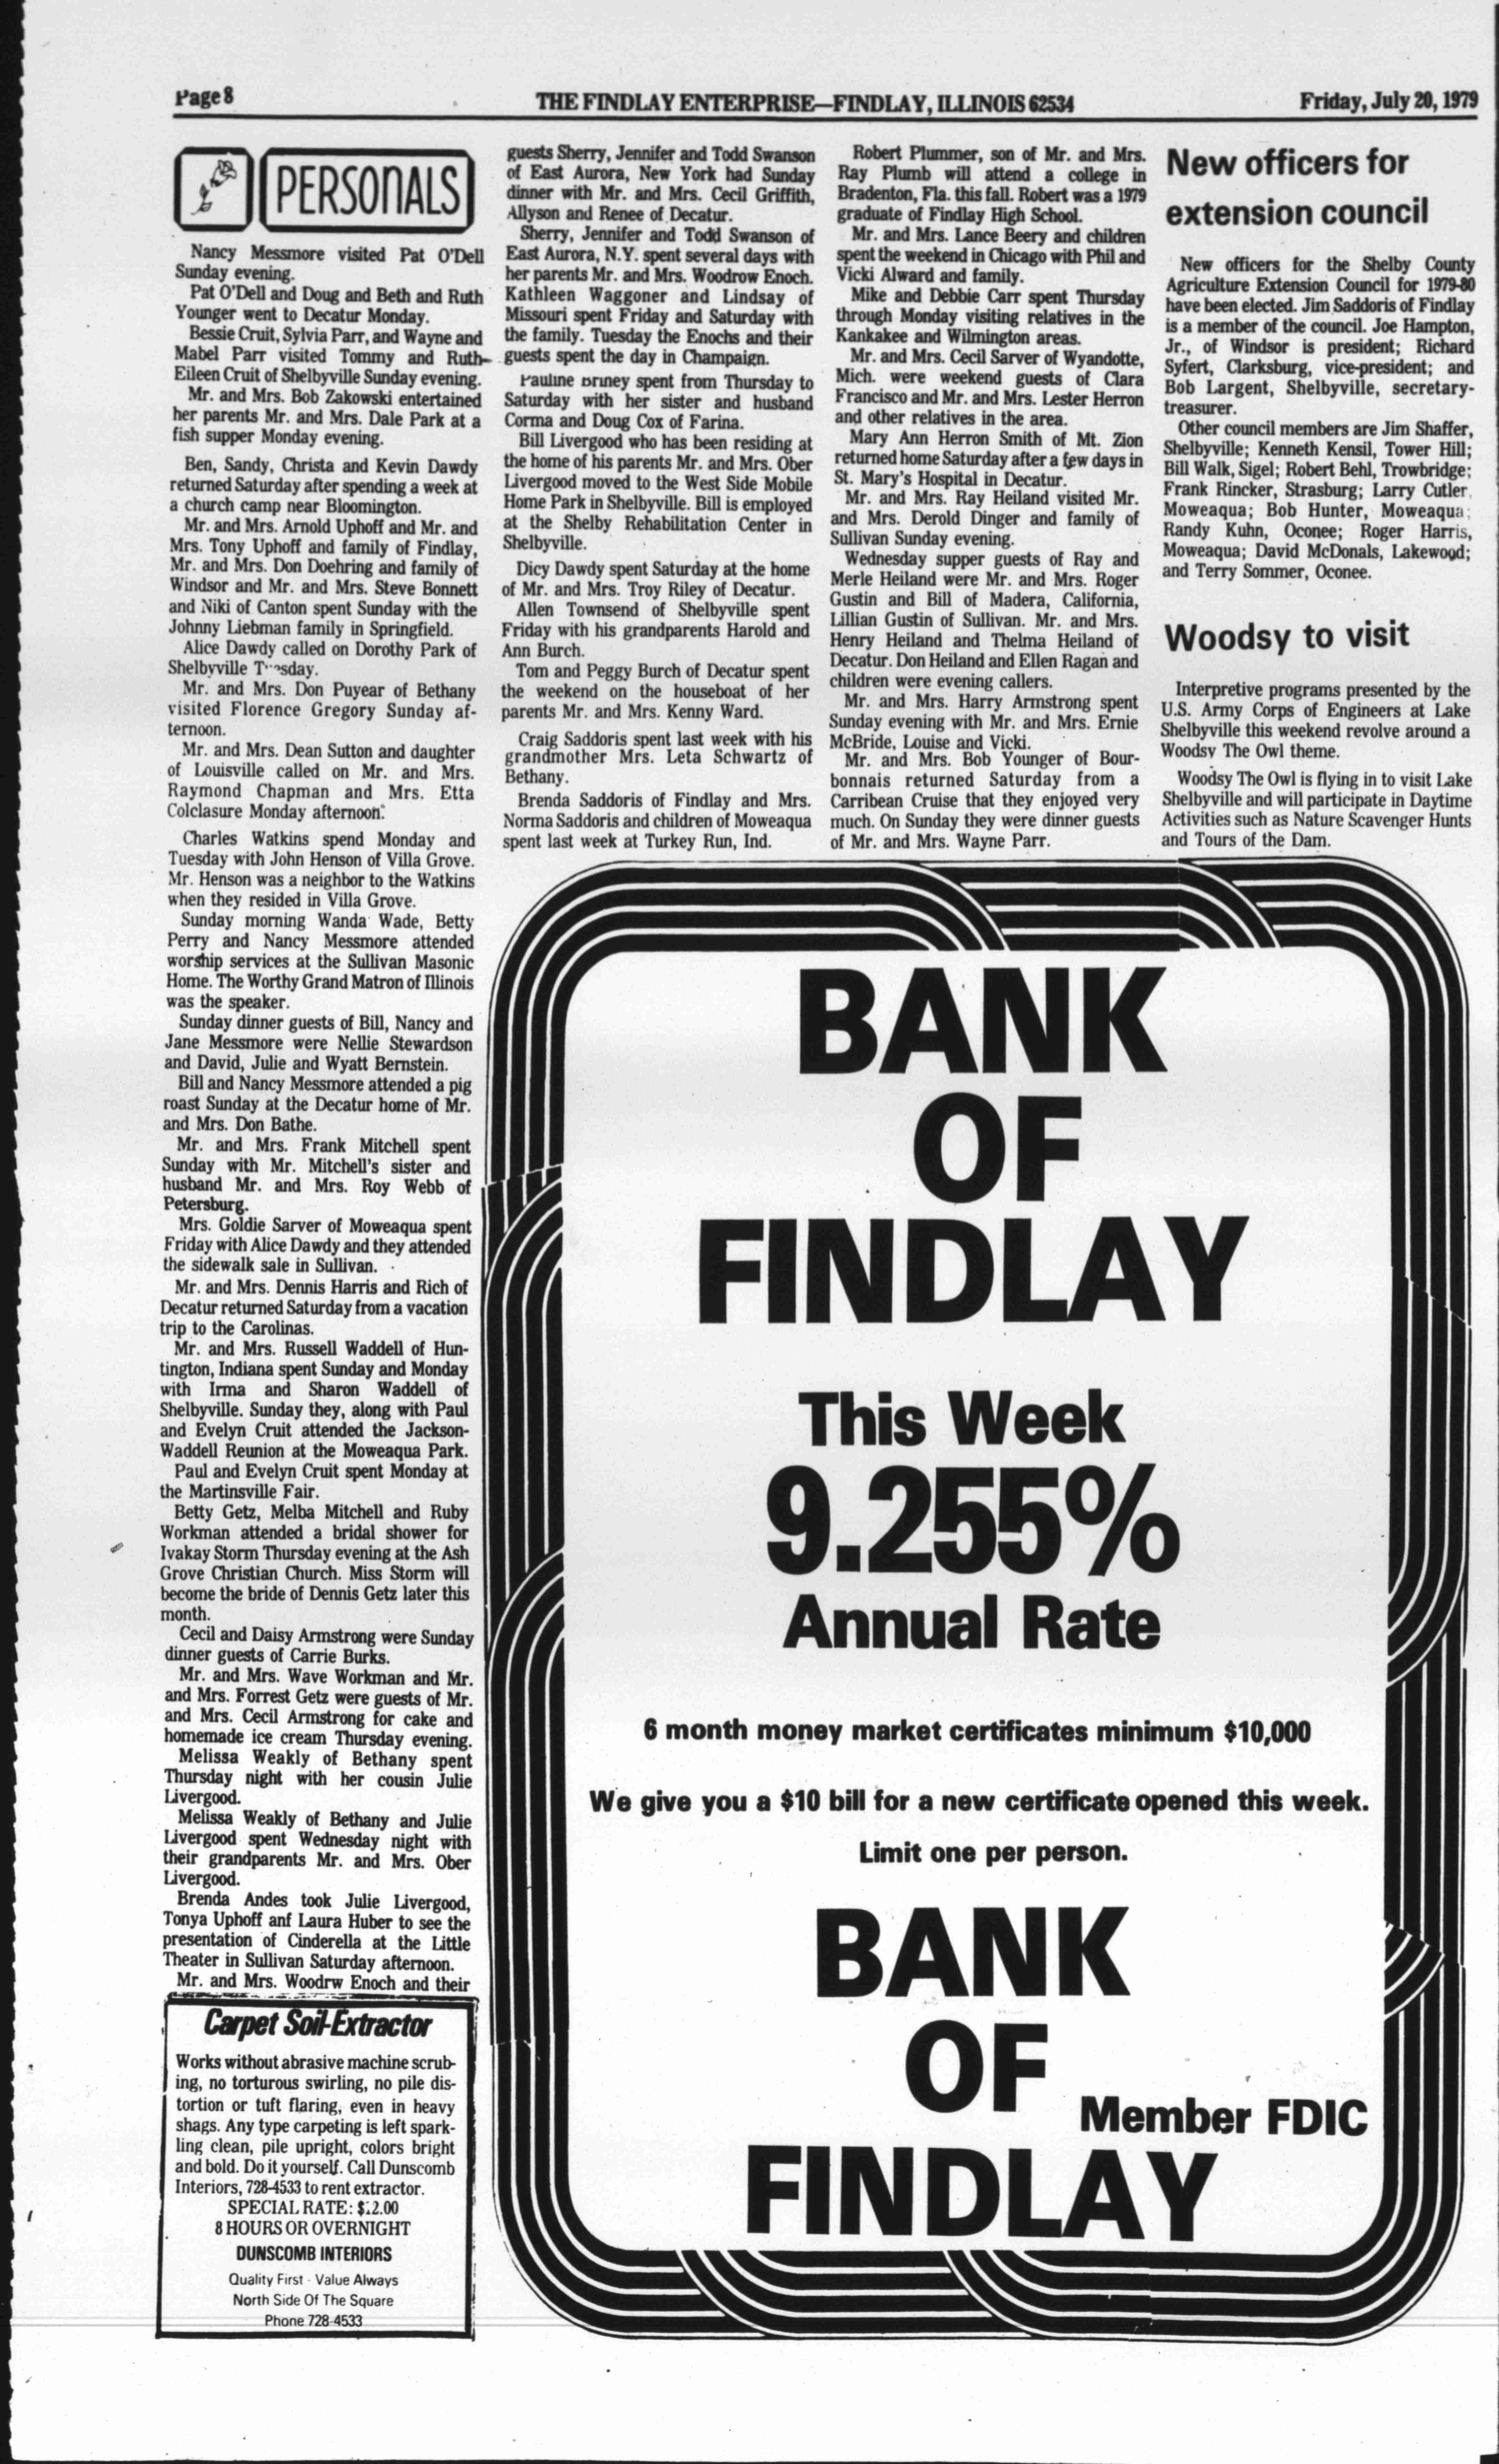 Page 8
THE FINDLAY ENTERPRISE—FINDLAY, ILLINOIS 62534
Friday, July 20, 1979
PERSONALS
Nancy Messmore visited Pat O'Dell
Sunday evening.
Pat O'Dell and Doug and Beth and Ruth
Younger went to Decatur Monday.
Bessie Cruit, Sylvia Parr, and Wayne and
Mabel Parr visited Tommy and Ruth
Eileen Cruit of Shelbyville Sunday evening.
Mr. and Mrs. Bob Zakowski entertained
her parents Mr. and Mrs. Dale Park at a
fish supper Monday evening.
Ben, Sandy, Christa and Kevin Dawdy
returned Saturday after spending a week at
a church camp near Bloomington.
Mr. and Mrs. Arnold Uphoff and Mr. and
Mrs. Tony Uphoff and family of Findlay,
Mr. and Mrs. Don Doehring and family of
Windsor and Mr. and Mrs. Steve Bonnett
and Niki of Canton spent Sunday with the
Johnny Liebman family in Springfield.
Alice Dawdy called on Dorothy Park of
Shelbyville
Mr. and Mrs. Don Puyear of Bethany
visited Florence Gregory Sunday af-
ternoon.
Mr. and Mrs. Dean Sutton and daughter
of Louisville called on Mr. and Mrs.
Raymond Chapman and Mrs. Etta
Colclasure Monday afternoon.
Charles Watkins spend Monday and
Tuesday with John Henson of Villa Grove.
Mr. Henson was a neighbor to the Watkins
when they resided in Villa Grove.
Sunday morning Wanda Wade, Betty
Perry and Nancy Messmore attended
worship services at the Sullivan Masonic
Home. The Worthy Grand Matron of Illinois
was the speaker.
Sunday dinner guests of Bill, Nancy and
Jane Messmore were Nellie Stewardson
and David, Julie and Wyatt Bernstein.
Bill and Nancy Messmore attended a pig
roast Sunday at the Decatur home of Mr.
and Mrs. Don Bathe.
Mr. and Mrs. Frank Mitchell spent
Sunday with Mr. Mitchell's sister and
husband Mr. and Mrs. Roy Webb of
Petersburg.
Mrs. Goldie Sarver of Moweaqua spent
Friday with Alice Dawdy and they attended
the sidewalk sale in Sullivan.
Mr. and Mrs. Dennis Harris and Rich of
Decatur returned Saturday from a vacation
trip to the Carolinas.
Mr. and Mrs. Russell Waddell of Hun-
tington, Indiana spent Sunday and Monday
with Irma and Sharon Waddell of
Shelbyville. Sunday they, along with Paul
and Evelyn Cruit attended the Jackson-
Waddell Reunion at the Moweaqua Park.
Paul and Evelyn Cruit spent Monday at
the Martinsville Fair.
Betty Getz, Melba Mitchell and Ruby
Workman attended a bridal shower for
Ivakay Storm Thursday evening at the Ash
Grove Christian Church. Miss Storm will
become the bride of Dennis Getz later this
month.
Cecil and Daisy Armstrong were Sunday
dinner guests of Carrie Burks.
Mr. and Mrs. Wave Workman and Mr.
and Mrs. Forrest Getz were guests of Mr.
and Mrs. Cecil Armstrong for cake and
homemade ice cream Thursday evening.
Melissa Weakly of Bethany spent
Thursday night with her cousin Julie
Livergood.
Melissa Weakly of Bethany and Julie
Livergood spent Wednesday night with
their grandparents Mr. and Mrs. Ober
Livergood.
Brenda Andes took Julie Livergood,
Tonya Uphoff anf Laura Huber to see the
presentation of Cinderella at the Little
Theater in Sullivan Saturday afternoon.
Mr. and Mrs. Woodrw Enoch and their
guests Sherry, Jennifer and Todd Swanson
of East Aurora, New York had Sunday
dinner with Mr. and Mrs. Cecil Griffith,
Allyson and Renee of Decatur.
Sherry, Jennifer and Todd Swanson of
East Aurora, N.Y. spent several days with
her parents Mr. and Mrs. Woodrow Enoch.
Kathleen Waggoner and Lindsay of
Missouri spent Friday and Saturday with
the family. Tuesday the Enochs and their
guests spent the day in Champaign.
Pauline Briney spent from Thursday to
Saturday with her sister and husband
Corma and Doug Cox of Farina.
Bill Livergood who has been residing at
the home of his parents Mr. and Mrs. Ober
Livergood moved to the West Side Mobile
Home Park in Shelbyville. Bill is employed
at the Shelby Rehabilitation Center in
Shelbyville.
Dicy Dawdy spent Saturday at the home
of Mr. and Mrs. Troy Riley of Decatur.
Allen Townsend of Shelbyville spent
Friday with his grandparents Harold and
Ann Burch.
Tom and Peggy Burch of Decatur spent
the weekend on the houseboat of her
parents Mr. and Mrs. Kenny Ward.
Craig Saddoris spent last week with his
grandmother Mrs. Leta Schwartz of
Bethany.
Brenda Saddoris of Findlay and Mrs.
Norma Saddoris and children of Moweaqua
spent last week at Turkey Run, Ind.
Robert Plummer, son of Mr. and Mrs.
Ray Plumb will attend a college in
Bradenton, Fla. this fall. Robert was a 1979
graduate of Findlay High School.
Mr. and Mrs. Lance Beery and children
spent the weekend in Chicago with Phil and
Vicki Alward and family.
Mike and Debbie Carr spent Thursday
through Monday visiting relatives in the
Kankakee and Wilmington areas.
Mr. and Mrs. Cecil Sarver of Wyandotte,
Mich. were weekend guests of Clara
Francisco and Mr. and Mrs. Lester Herron
and other relatives in the area.
Mary Ann Herron Smith of Mt. Zion
returned home Saturday after a few days in
St. Mary's Hospital in Decatur.
Mr. and Mrs. Ray Heiland visited Mr.
and Mrs. Derold Dinger and family of
Sullivan Sunday evening.
Wednesday supper guests of Ray and
Merle Heiland were Mr. and Mrs. Roger
Gustin and Bill of Madera, California,
Lillian Gustin of Sullivan. Mr. and Mrs.
Henry Heiland and Thelma Heiland of
Decatur. Don Heiland and Ellen Ragan and
children were evening callers.
Mr. and Mrs. Harry Armstrong spent
Sunday evening with Mr. and Mrs. Ernie
McBride, Louise and Vicki.
Mr. and Mrs. Bob Younger of Bour-
bonnais returned Saturday from a
Carribean Cruise that they enjoyed very
much. On Sunday they were dinner guests
of Mr. and Mrs. Wayne Parr.
New officers for
extension council
New officers for the Shelby County
Agriculture Extension Council for 1979-80
have been elected. Jim Saddoris of Findlay
is a member of the council. Joe Hampton,
Jr., of Windsor is president; Richard
Syfert, Clarksburg, vice-president; and
Bob Largent, Shelbyville, secretary-
treasurer.
Other council members are Jim Shaffer,
Shelbyville; Kenneth Kensil, Tower Hill;
Bill Walk, Sigel; Robert Behl, Trowbridge;
Frank Rincker, Strasburg; Larry Cutler,
Moweaqua; Bob Hunter, Moweaqua;
Randy Kuhn, Oconee; Roger Harris,
Moweaqua; David McDonals, Lakewood;
and Terry Sommer, Oconee.
Woodsy to visit
Interpretive programs presented by the
U.S. Army Corps of Engineers at Lake
Shelbyville this weekend revolve around a
Woodsy The Owl theme.
Woodsy The Owl is flying in to visit Lake
Shelbyville and will participate in Daytime
Activities such as Nature Scavenger Hunts
and Tours of the Dam.
Carpet Soil-Extractor
Works without abrasive machine scrub-
ing, no torturous swirling, no pile dis-
tortion or tuft flaring, even in heavy
shags. Any type carpeting is left spark-
ling clean, pile upright, colors bright
and bold. Do it yourself. Call Dunscomb
Interiors, 728-4533 to rent extractor.
SPECIAL RATE:
8 HOURS OR OVERNIGHT
DUNSCOMB INTERIORS
Quality First - Value Always
North Side Of The Square
Phone 728-4533
BANK
OF
FINDLAY
This Week
9.255%
Annual Rate
6 month money market certificates minimum $10,000
We give you a $10 bill for a new certificate opened this week.
Limit one per person.
BANK
OF
FINDLAY
Member FDIC